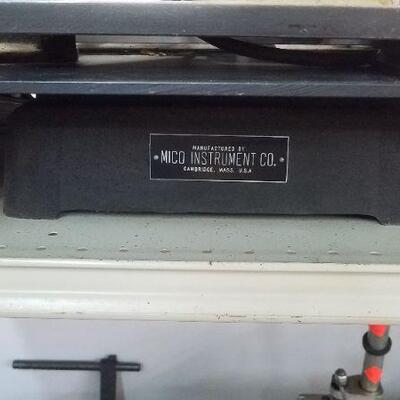 MANUFACTURED BY
MICO INSTRUMENT CO.
CAMBRIDGE, MASS. U.S.A.